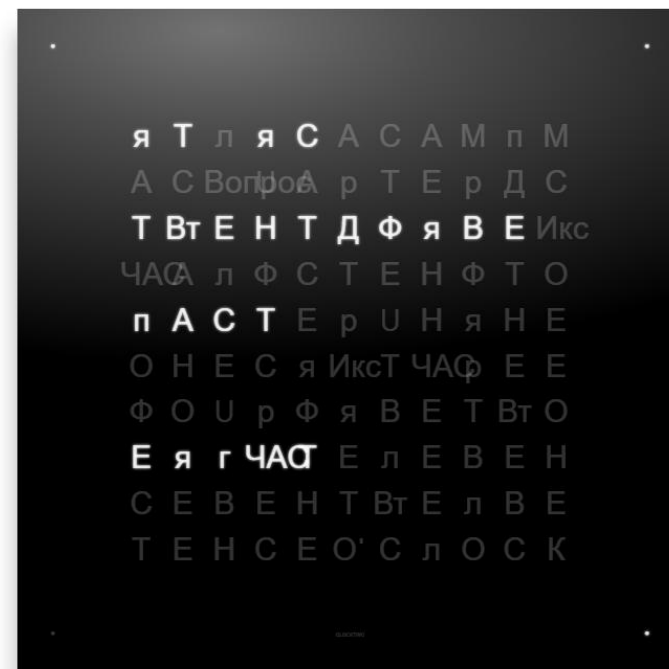 я Т л я С А С А М п М
А С Вопрос U А р Т Е р Д С
Т Вт Е Н Т Д Ф я В Е Икс
ЧАС А л Ф С Т Е Н Ф Т О
п А С Т Е р U Н я Н Е
О Н Е С я Икс Т ЧАС р Е Е
Ф О U р Ф я В Е Т Вт О
Е я г ЧАС Т Е л Е В Е Н
С Е В Е Н Т Вт Е л В Е
Т Е Н С Е О' С л О С К